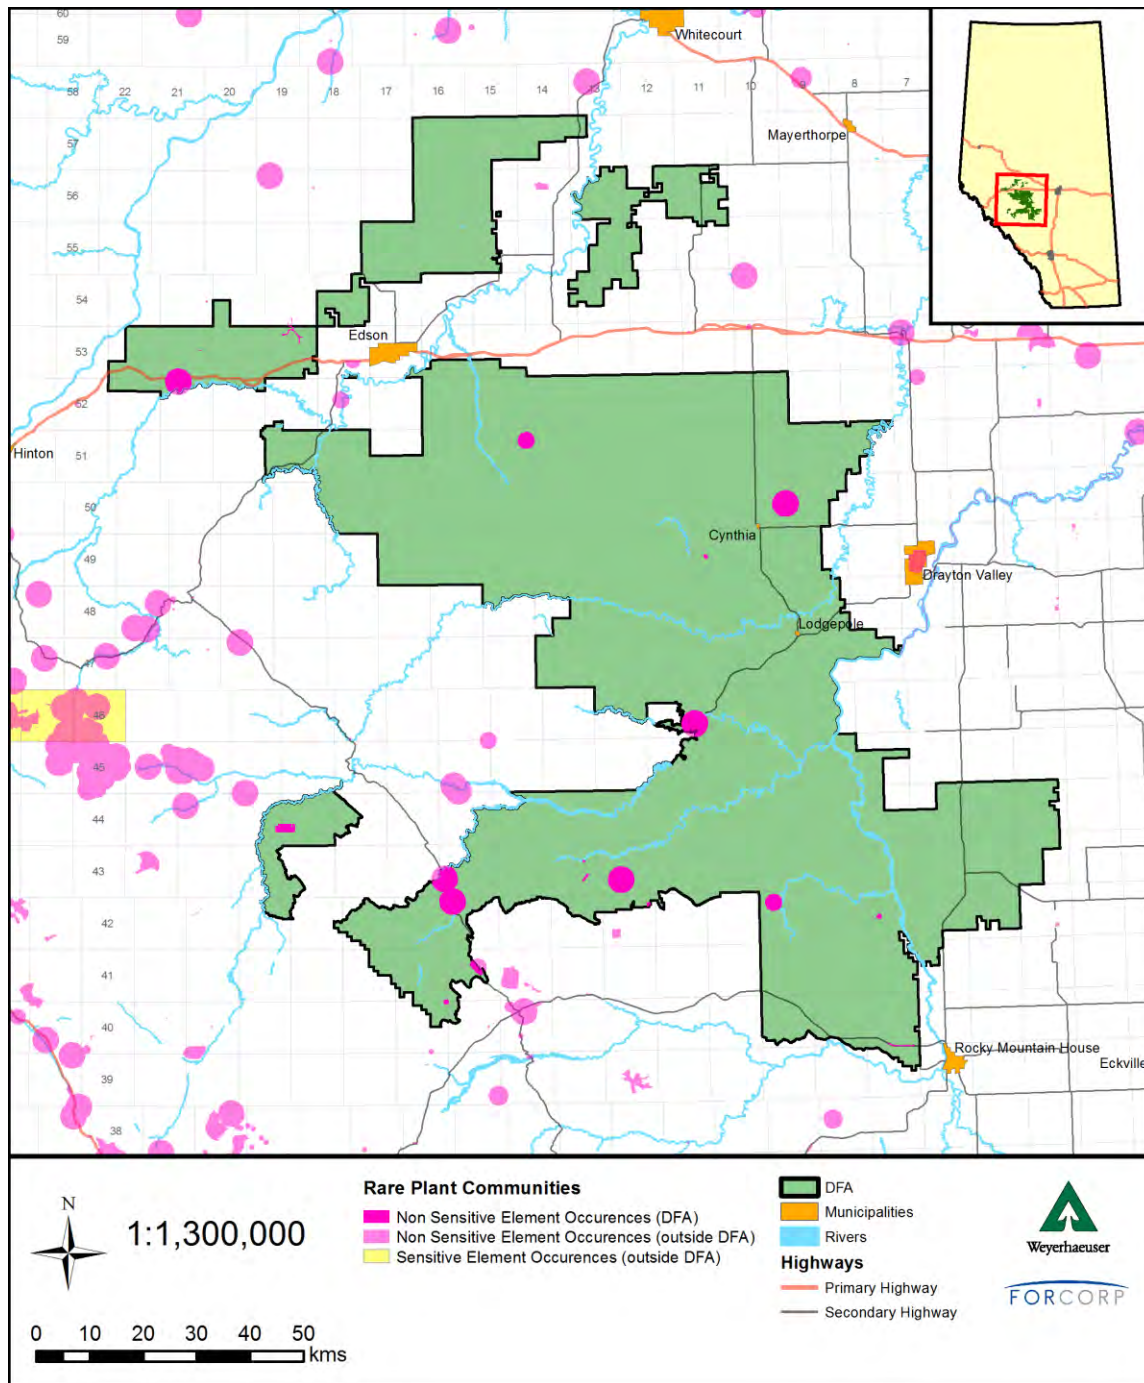 60
59
Whitecourt
58
22
21
19
18
17
16
15
14
13
12
11
10
9
8
7
57
Mayerthorpe
56
55
54
Edson
53
52
Hinton
51
50
Cynthia
49
Drayton Valley
48
Lodgepole
47
46
45
44
43
42
41
40
Rocky Mountain House
Eckville
39
38
N
1:1,300,000
0 10 20 30 40 50
kms
Rare Plant Communities
Non Sensitive Element Occurences (DFA)
Non Sensitive Element Occurences (outside DFA)
Sensitive Element Occurences (outside DFA)
DFA
Municipalities
Rivers
Highways
Primary Highway
Secondary Highway
Weyerhaeuser
FORCORP